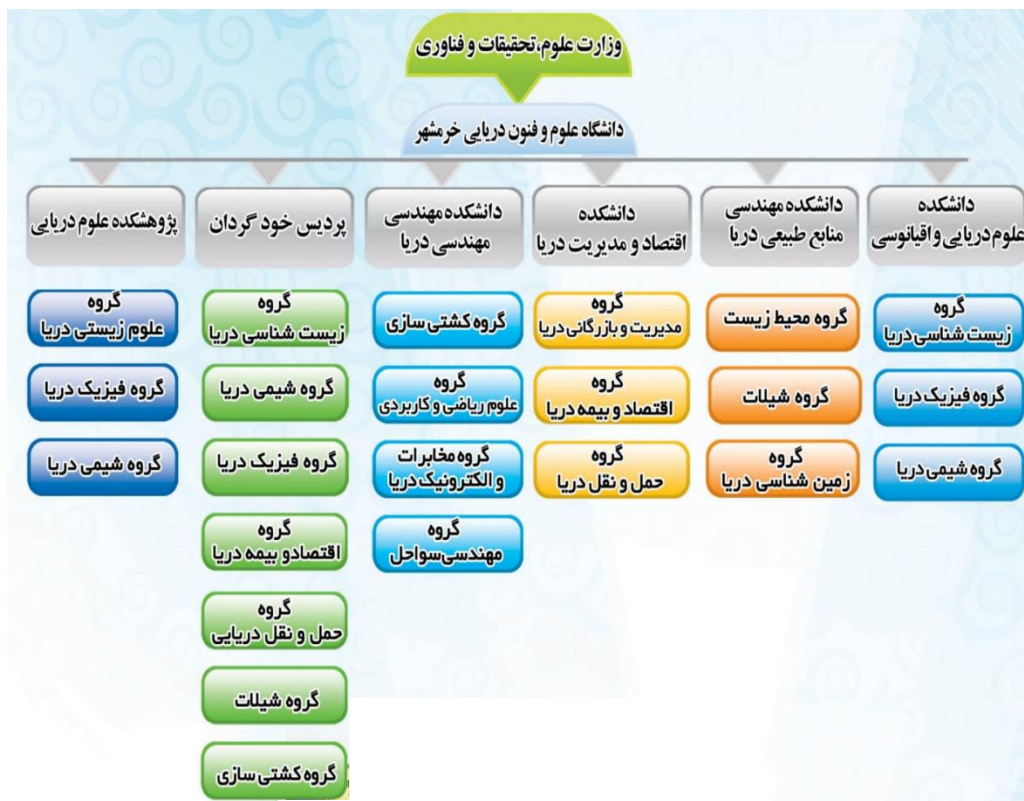 وزارت علوم،تحقیقات و فناوری
دانشگاه علوم و فنون دریایی خرمشهر
دانشکده
علوم دریایی و اقیانوسی
گروه
زیست شناسی دریا
گروه فیزیک دریا
گروه شیمی دریا
دانشکده مهندسی
منابع طبیعی دریا
گروه محیط زیست
گروه شیلات
گروه
زمین شناسی دریا
دانشکده
اقتصاد و مدیریت دریا
گروه
مدیریت و بازرگانی دریا
گروه
اقتصاد و بیمه دریا
گروه
حمل و نقل دریا
دانشکده مهندسی
مهندسی دریا
گروه کشتی سازی
گروه
علوم ریاضی و کاربردی
گروه مخابرات
و الکترونیک دریا
گروه
مهندسی سواحل
پردیس خود گردان
گروه
زیست شناسی دریا
گروه شیمی دریا
گروه فیزیک دریا
گروه
اقتصادو بیمه دریا
گروه
حمل و نقل دریایی
گروه شیلات
گروه کشتی سازی
پژوهشکده علوم دریایی
گروه
علوم زیستی دریا
گروه فیزیک دریا
گروه شیمی دریا